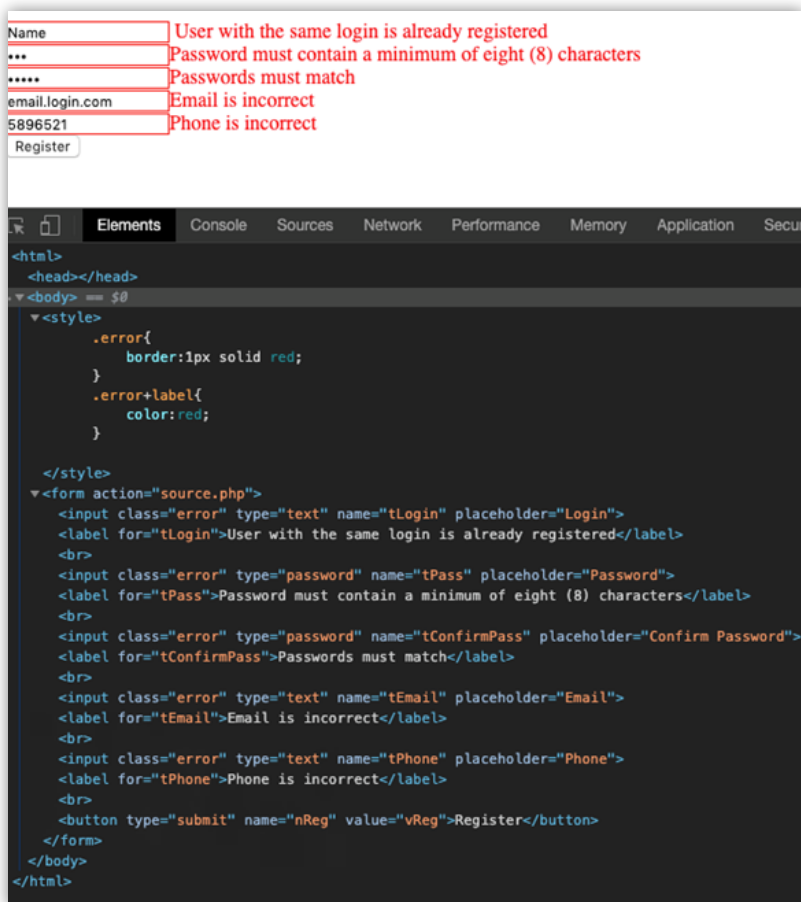 Name User with the same login is already registered
••• Password must contain a minimum of eight (8) characters
••••• Passwords must match
email.login.com Email is incorrect
5896521 Phone is incorrect
Register
Elements Console Sources Network Performance Memory Application Secu
<html>
<head></head>
<body> == $0
<style>
.error{
border:1px solid red;
}
.error+label{
color:red;
}
</style>
<form action="source.php">
<input class="error" type="text" name="tLogin" placeholder="Login">
<label for="tLogin">User with the same login is already registered</label>
<br>
<input class="error" type="password" name="tPass" placeholder="Password">
<label for="tPass">Password must contain a minimum of eight (8) characters</label>
<br>
<input class="error" type="password" name="tConfirmPass" placeholder="Confirm Password">
<label for="tConfirmPass">Passwords must match</label>
<br>
<input class="error" type="text" name="tEmail" placeholder="Email">
<label for="tEmail">Email is incorrect</label>
<br>
<input class="error" type="text" name="tPhone" placeholder="Phone">
<label for="tPhone">Phone is incorrect</label>
<br>
<button type="submit" name="nReg" value="vReg">Register</button>
</form>
</body>
</html>